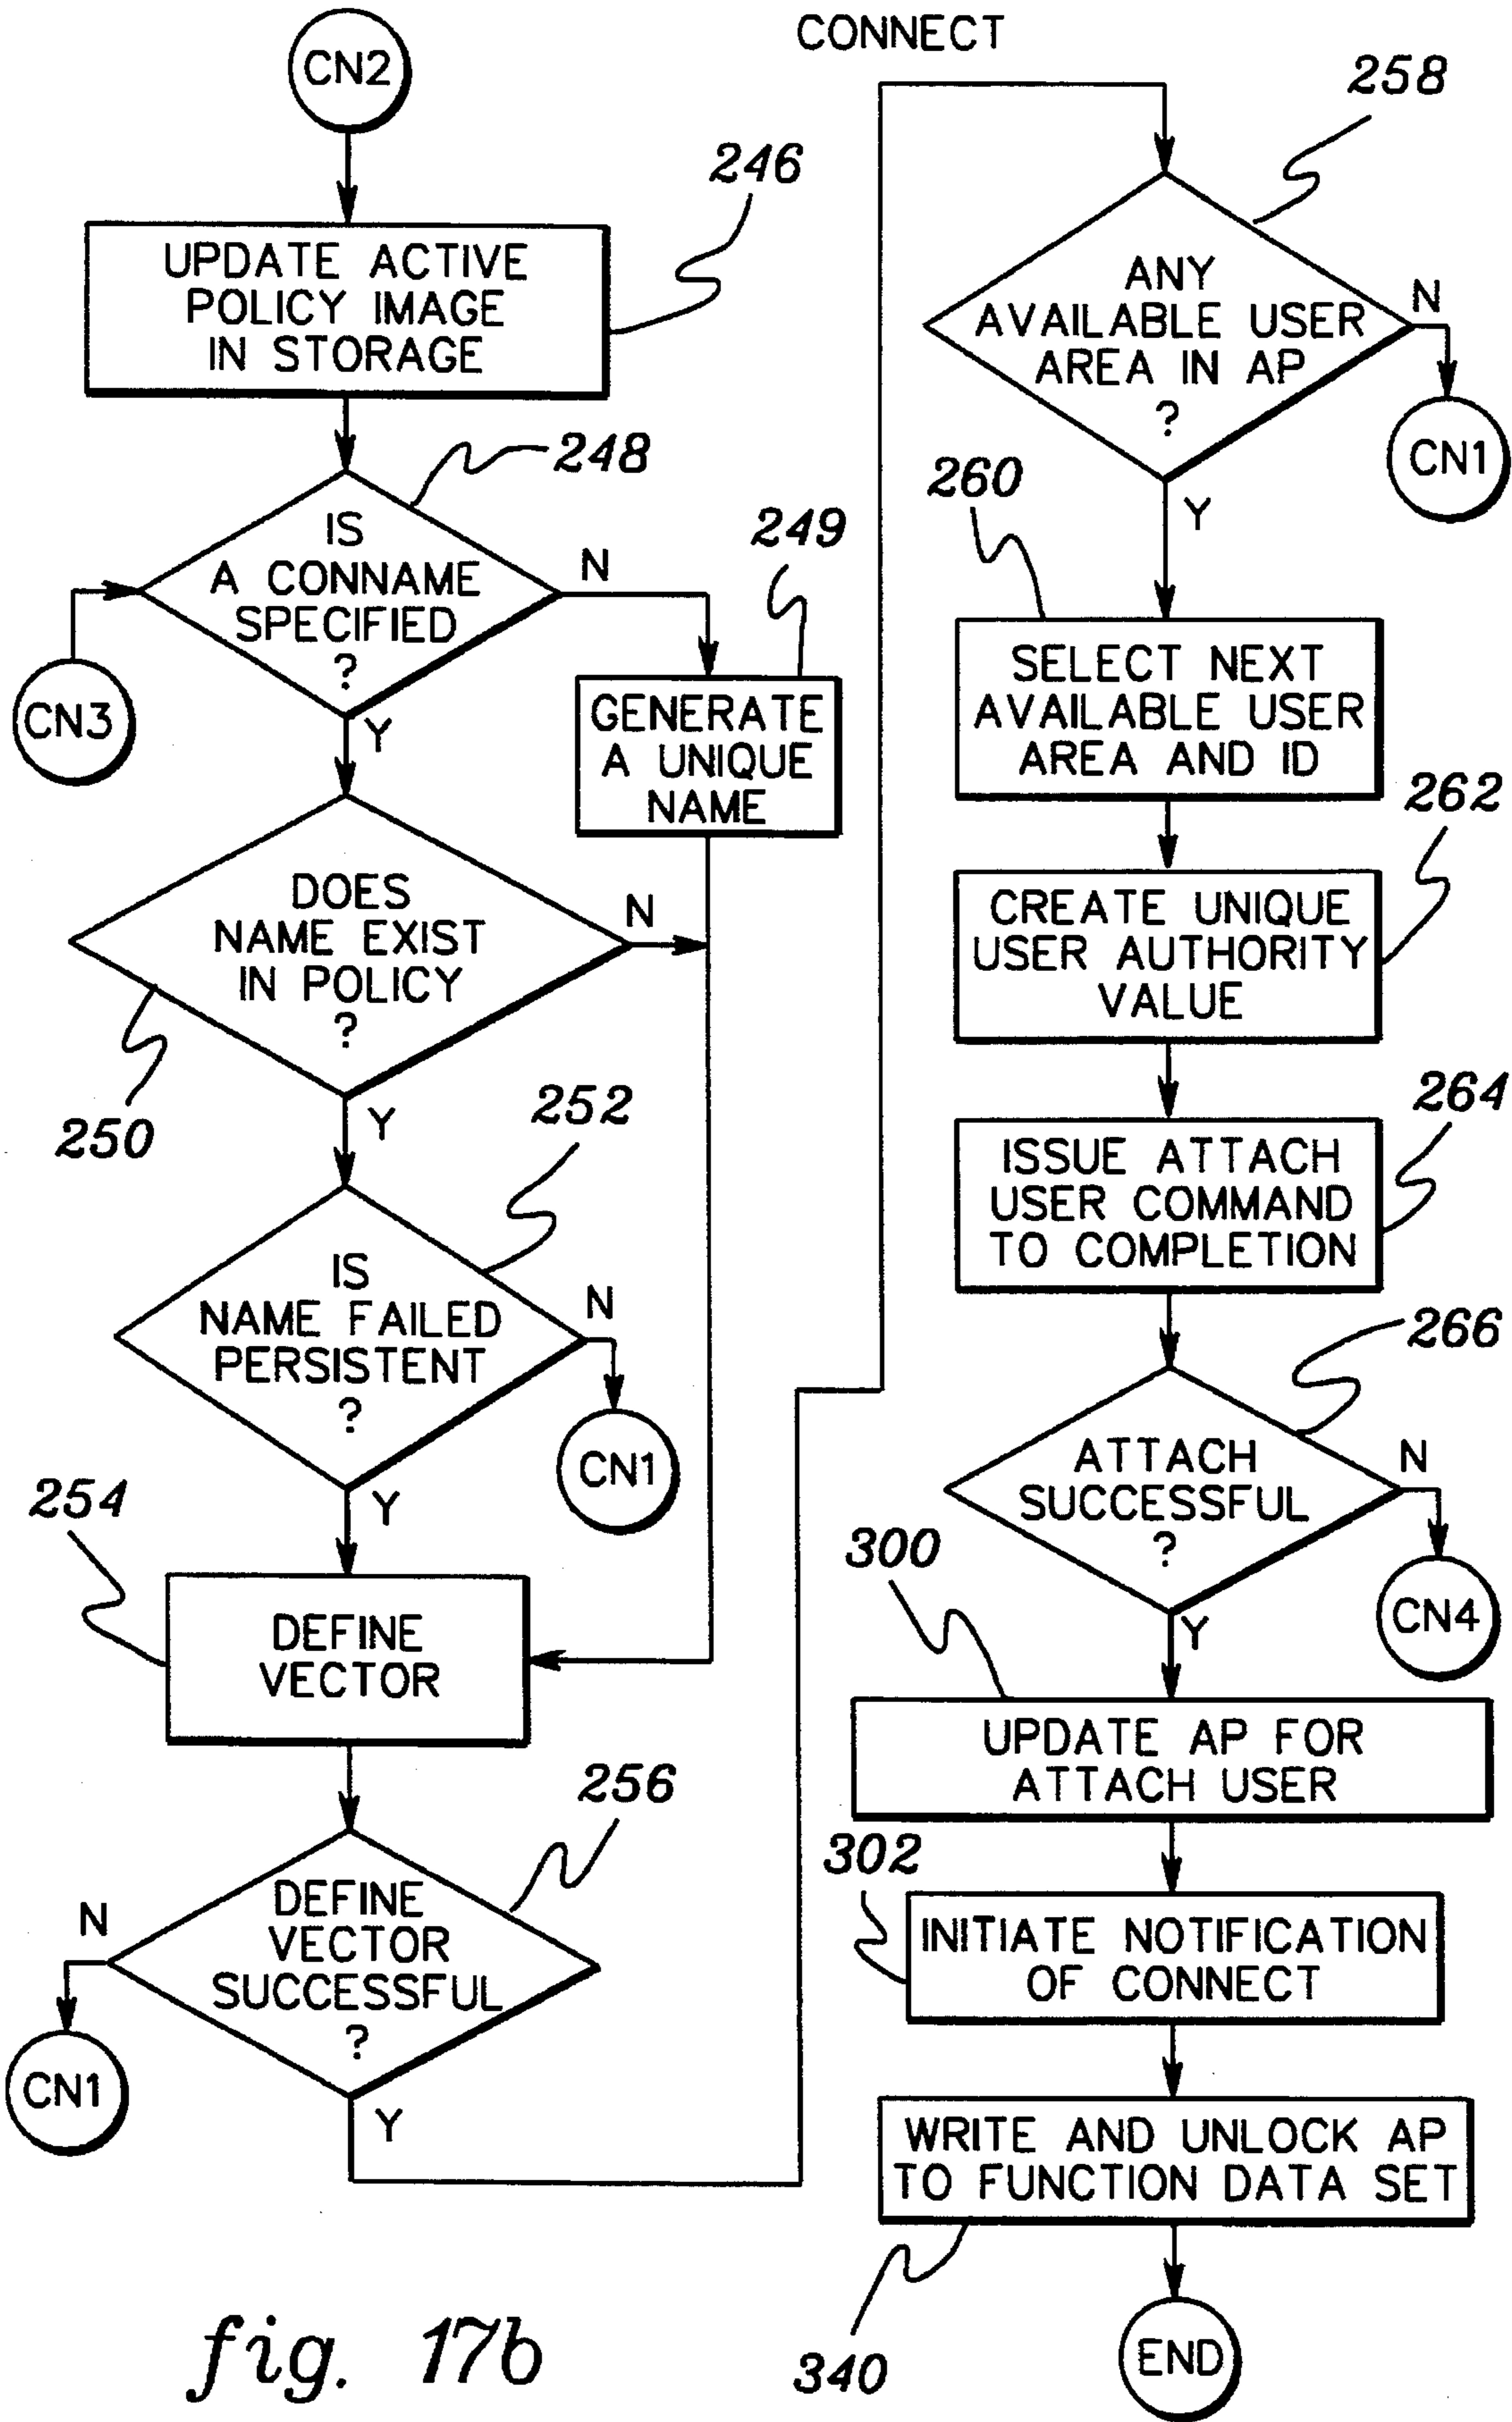 CONNECT
CN2
246
UPDATE ACTIVE
POLICY IMAGE
IN STORAGE
248
IS
A CONNAME
SPECIFIED
?
N
Y
CN3
249
GENERATE
A UNIQUE
NAME
DOES
NAME EXIST
IN POLICY
?
N
Y
250
252
IS
NAME FAILED
PERSISTENT
?
N
Y
CN1
254
DEFINE
VECTOR
256
DEFINE
VECTOR
SUCCESSFUL
?
N
Y
CN1
258
ANY
AVAILABLE USER
AREA IN AP
?
N
Y
CN1
260
SELECT NEXT
AVAILABLE USER
AREA AND ID
262
CREATE UNIQUE
USER AUTHORITY
VALUE
264
ISSUE ATTACH
USER COMMAND
TO COMPLETION
266
ATTACH
SUCCESSFUL
?
N
Y
CN4
300
UPDATE AP FOR
ATTACH USER
302
INITIATE NOTIFICATION
OF CONNECT
WRITE AND UNLOCK AP
TO FUNCTION DATA SET
340
END
fig. 17b